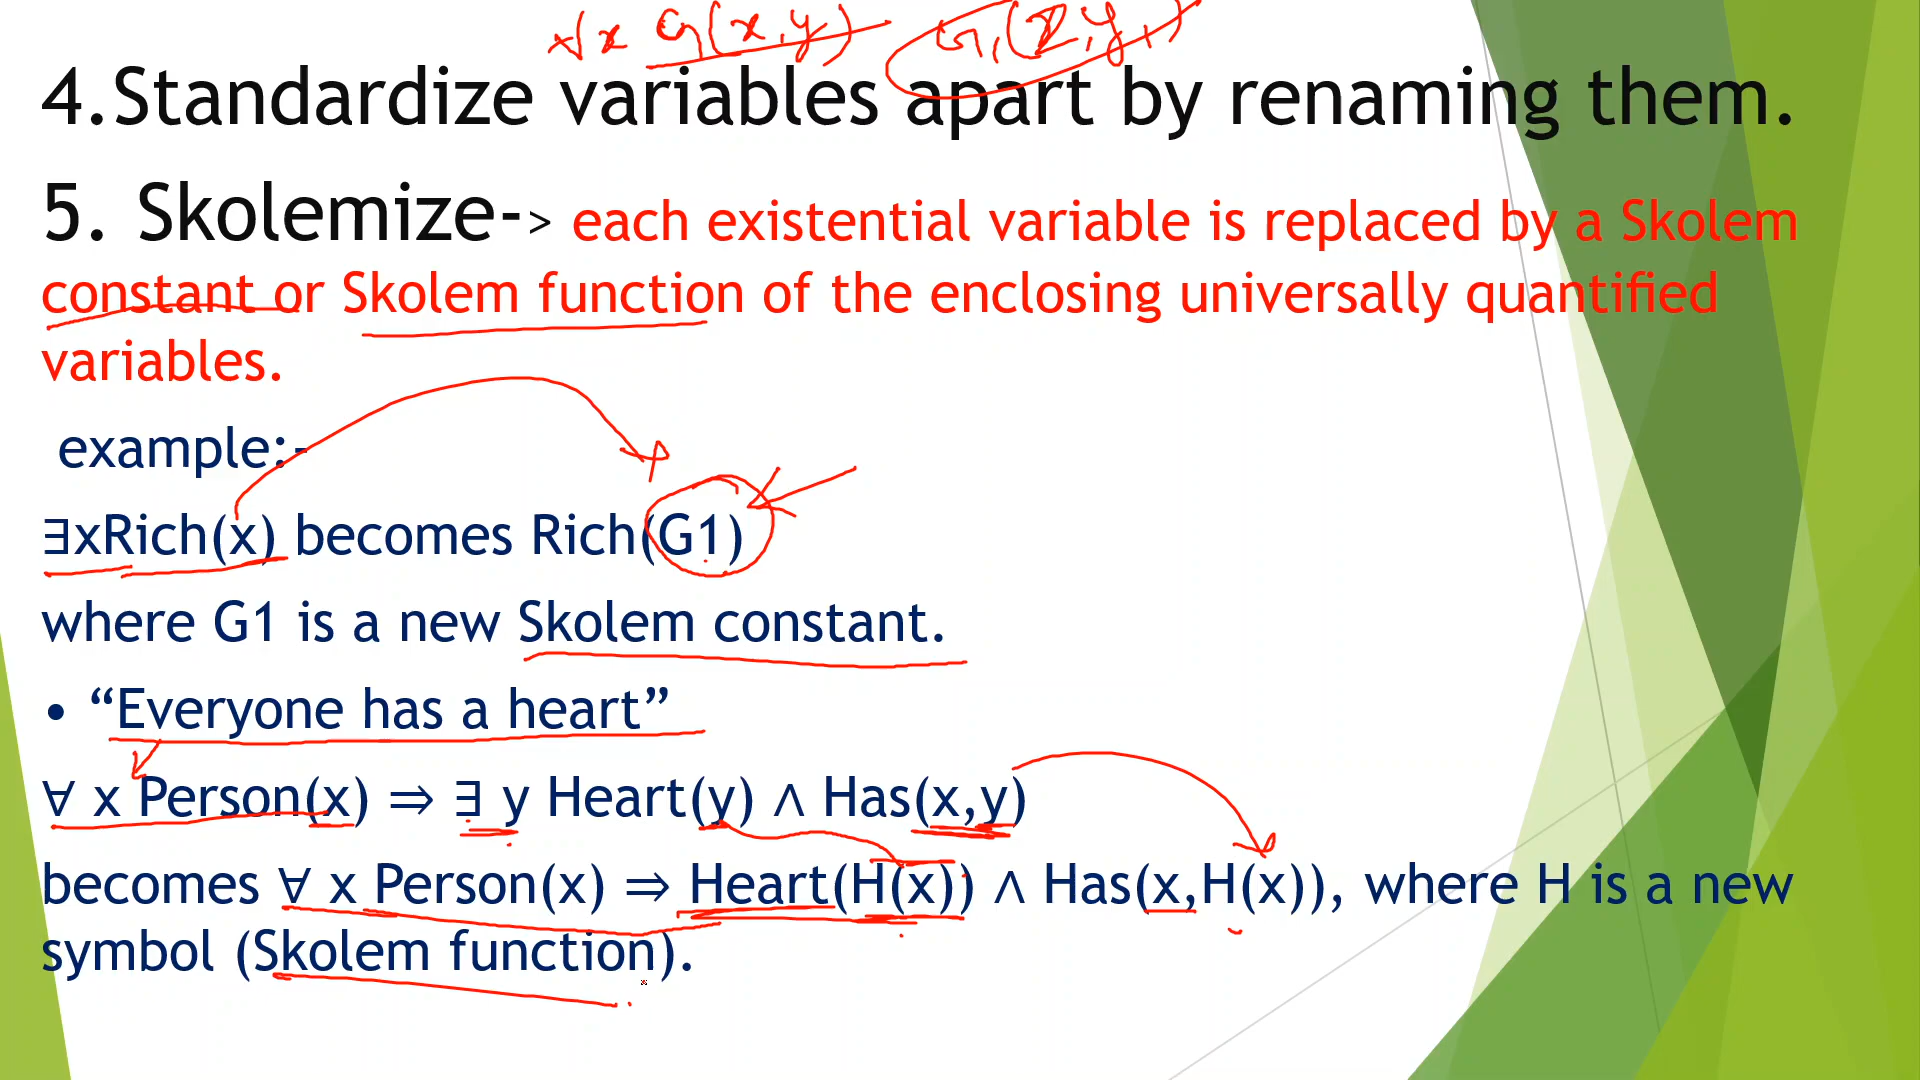 ∀x G(x,y) G1(z,y1)
4.Standardize variables apart by renaming them.
5. Skolemize-> each existential variable is replaced by a Skolem
constant or Skolem function of the enclosing universally quantified
variables.
example:-
∃xRich(x) becomes Rich(G1)
where G1 is a new Skolem constant.
• “Everyone has a heart”
∀ x Person(x) ⇒ ∃ y Heart(y) ∧ Has(x,y)
becomes ∀ x Person(x) ⇒ Heart(H(x)) ∧ Has(x,H(x)), where H is a new
symbol (Skolem function).